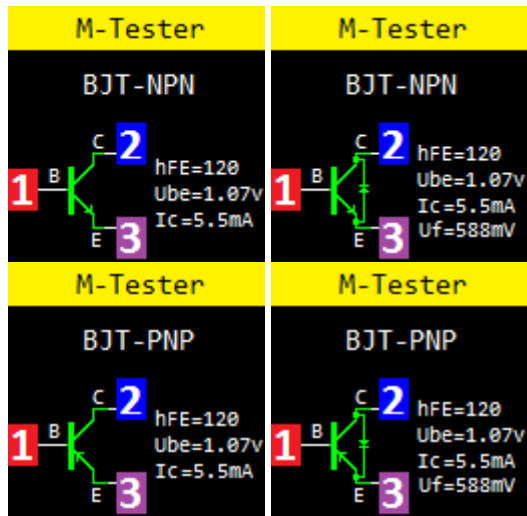 M-Tester
BJT-NPN
C 2
1 B
hFE=120
Ube=1.07v
Ic=5.5mA
E 3
M-Tester
BJT-NPN
C 2
1 B
hFE=120
Ube=1.07v
Ic=5.5mA
Uf=588mV
E 3
M-Tester
BJT-PNP
C 2
1 B
hFE=120
Ube=1.07v
Ic=5.5mA
E 3
M-Tester
BJT-PNP
C 2
1 B
hFE=120
Ube=1.07v
Ic=5.5mA
Uf=588mV
E 3